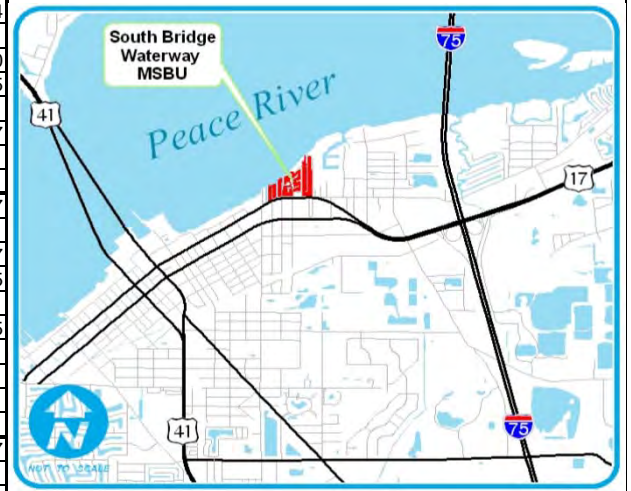 South Bridge
Waterway
MSBU
75
41
Peace River
17
41
75
N
NOT TO SCALE